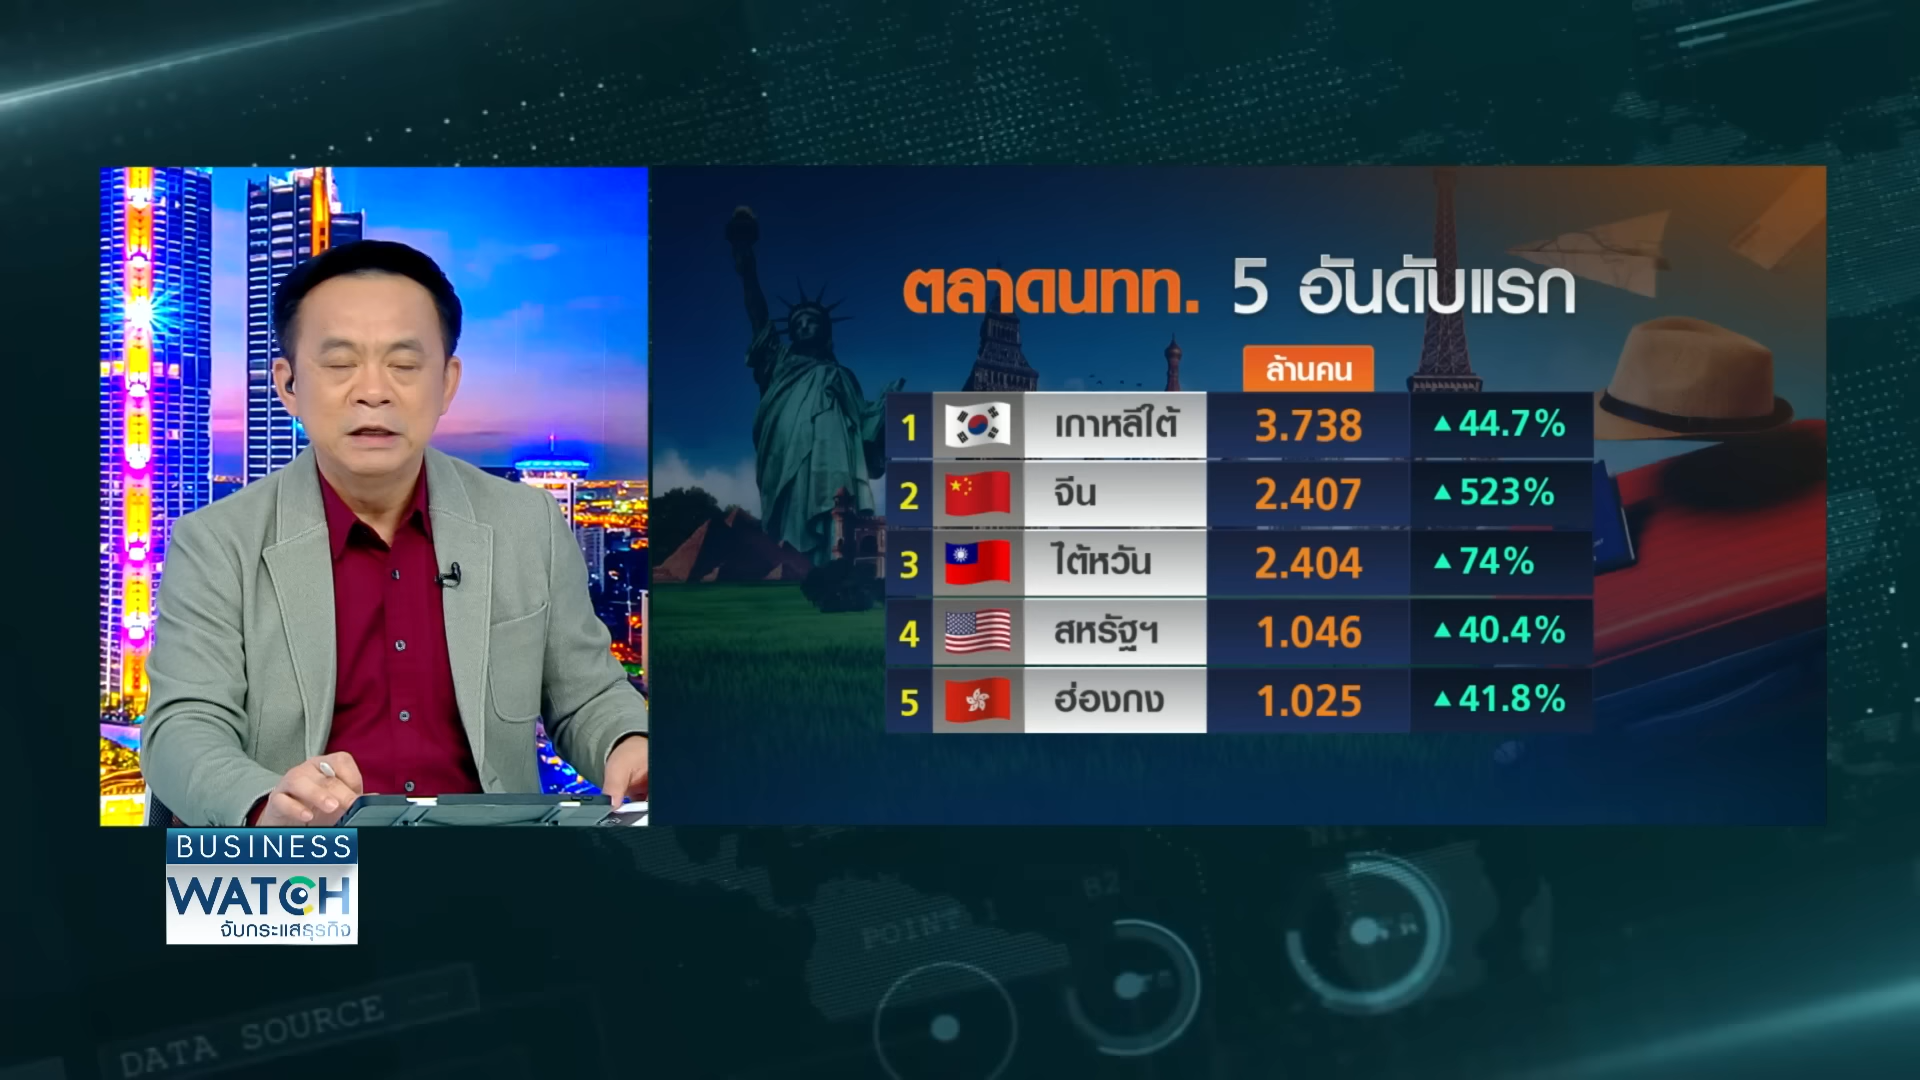 ตลาดนทท. 5 อันดับแรก
ล้านคน
1 เกาหลีใต้ 3.738 ▲44.7%
2 จีน 2.407 ▲523%
3 ไต้หวัน 2.404 ▲74%
4 สหรัฐฯ 1.046 ▲40.4%
5 ฮ่องกง 1.025 ▲41.8%
BUSINESS
WATCH
จับกระแสธุรกิจ
POINT 1
DATA SOURCE